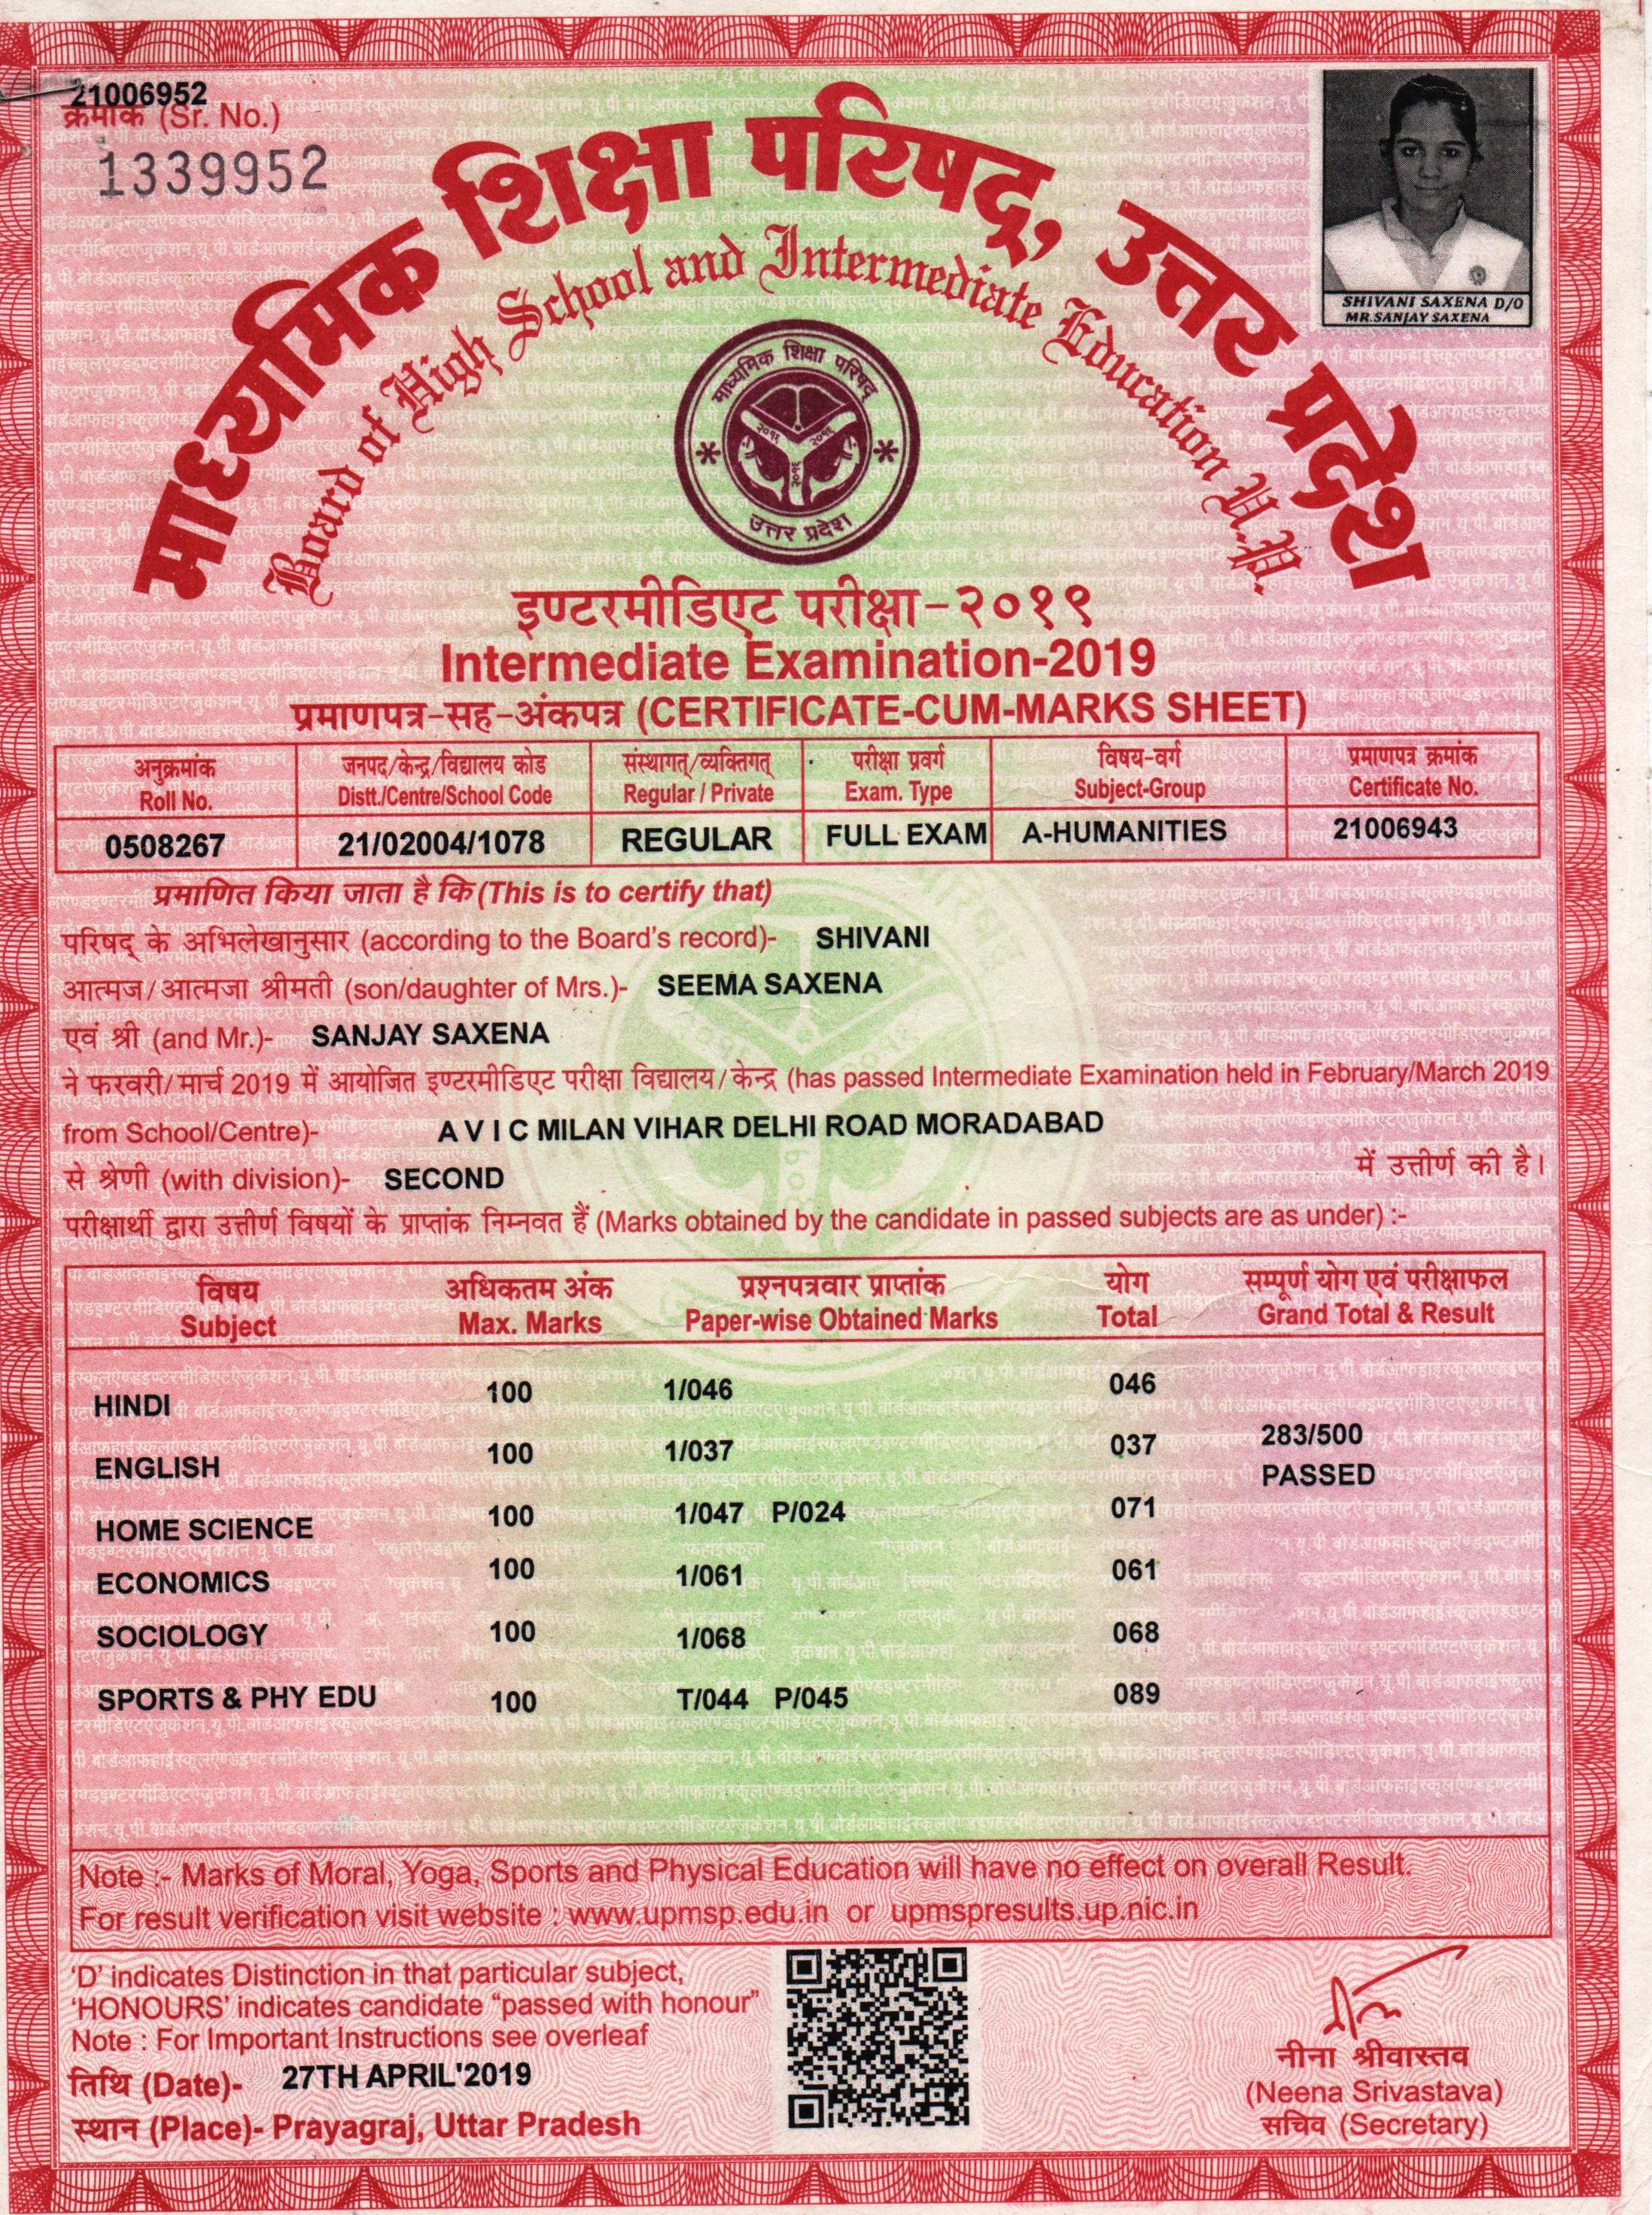 21006952
क्रमांक (Sr. No.)
1339952
माध्यमिक शिक्षा परिषद्, उत्तर प्रदेश
Board of High School and Intermediate Education U.P.
माध्यमिक शिक्षा परिषद्
उत्तर प्रदेश
SHIVANI SAXENA D/O
MR.SANJAY SAXENA
इण्टरमीडिएट परीक्षा-२०१९
Intermediate Examination-2019
प्रमाणपत्र-सह-अंकपत्र (CERTIFICATE-CUM-MARKS SHEET)
अनुक्रमांक जनपद/केन्द्र/विद्यालय कोड संस्थागत्/व्यक्तिगत् परीक्षा प्रवर्ग विषय-वर्ग प्रमाणपत्र क्रमांक
Roll No. Distt./Centre/School Code Regular / Private Exam. Type Subject-Group Certificate No.
0508267 21/02004/1078 REGULAR FULL EXAM A-HUMANITIES 21006943
प्रमाणित किया जाता है कि (This is to certify that)
परिषद् के अभिलेखानुसार (according to the Board's record)- SHIVANI
आत्मज/आत्मजा श्रीमती (son/daughter of Mrs.)- SEEMA SAXENA
एवं श्री (and Mr.)- SANJAY SAXENA
ने फरवरी/मार्च 2019 में आयोजित इण्टरमीडिएट परीक्षा विद्यालय/केन्द्र (has passed Intermediate Examination held in February/March 2019
from School/Centre)- A V I C MILAN VIHAR DELHI ROAD MORADABAD
से श्रेणी (with division)- SECOND में उत्तीर्ण की है।
परीक्षार्थी द्वारा उत्तीर्ण विषयों के प्राप्तांक निम्नवत हैं (Marks obtained by the candidate in passed subjects are as under) :-
विषय अधिकतम अंक प्रश्नपत्रवार प्राप्तांक योग सम्पूर्ण योग एवं परीक्षाफल
Subject Max. Marks Paper-wise Obtained Marks Total Grand Total & Result
HINDI 100 1/046 046
ENGLISH 100 1/037 037 283/500
PASSED
HOME SCIENCE 100 1/047 P/024 071
ECONOMICS 100 1/061 061
SOCIOLOGY 100 1/068 068
SPORTS & PHY EDU 100 T/044 P/045 089
Note :- Marks of Moral, Yoga, Sports and Physical Education will have no effect on overall Result.
For result verification visit website : www.upmsp.edu.in or upmspresults.up.nic.in
'D' indicates Distinction in that particular subject,
'HONOURS' indicates candidate "passed with honour"
Note : For Important Instructions see overleaf
तिथि (Date)- 27TH APRIL'2019
स्थान (Place)- Prayagraj, Uttar Pradesh
नीना श्रीवास्तव
(Neena Srivastava)
सचिव (Secretary)